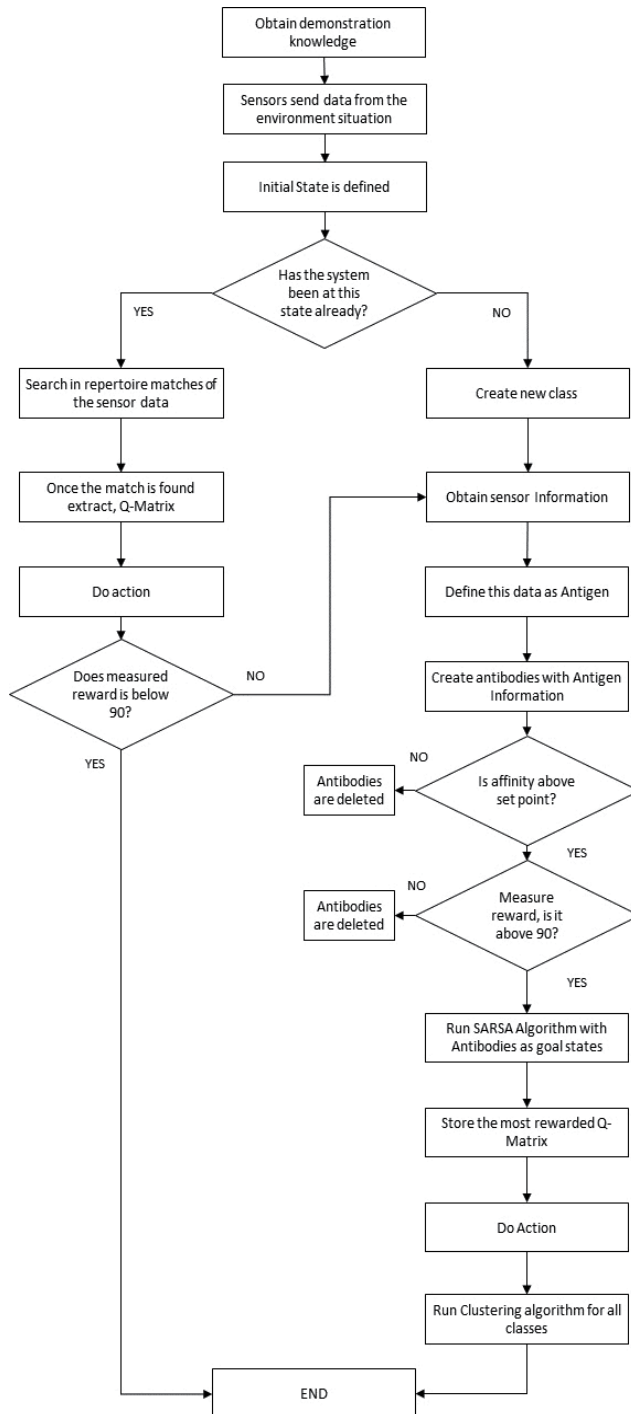 Obtain demonstration
knowledge
Sensors send data from the
environment situation
Initial State is defined
Has the system
been at this
state already?
YES
NO
Search in repertoire matches of
the sensor data
Create new class
Once the match is found
extract, Q-Matrix
Obtain sensor Information
Do action
Define this data as Antigen
Does measured
reward is below
90?
NO
YES
Create antibodies with Antigen
Information
NO
Is affinity above
set point?
Antibodies
are deleted
YES
NO
Measure
reward, is it
above 90?
Antibodies
are deleted
YES
Run SARSA Algorithm with
Antibodies as goal states
Store the most rewarded Q-
Matrix
Do Action
Run Clustering algorithm for all
classes
END